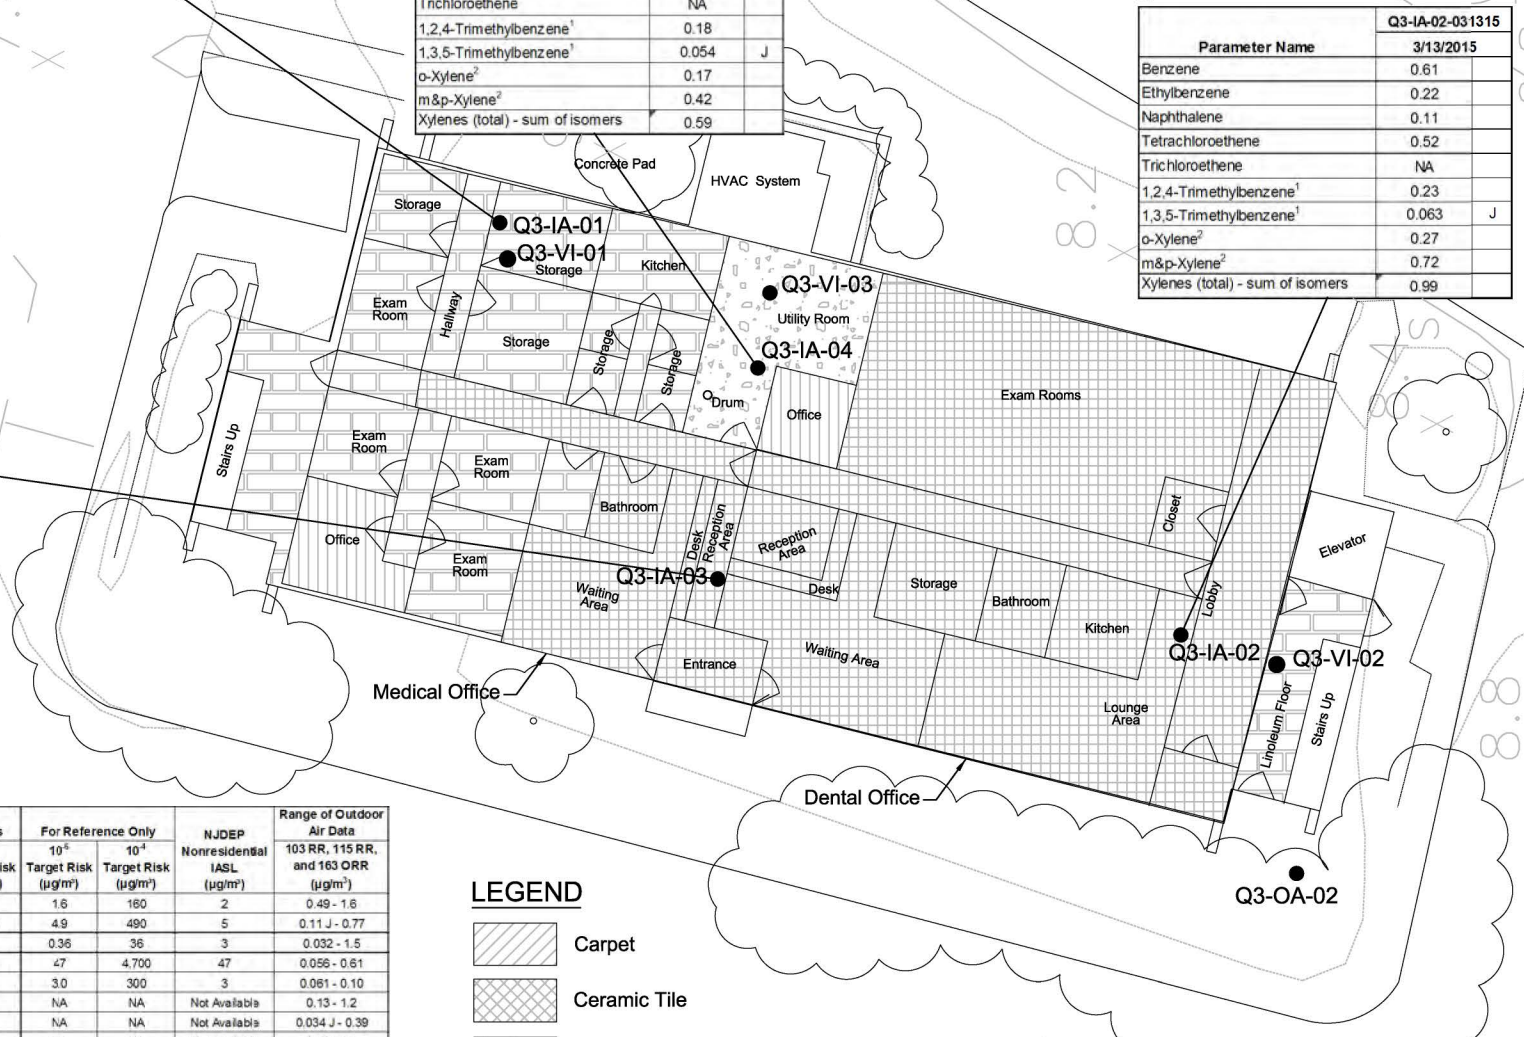 Trichloroethene NA
1,2,4-Trimethylbenzene¹ 0.18
1,3,5-Trimethylbenzene¹ 0.054 J
o-Xylene² 0.17
m&p-Xylene² 0.42
Xylenes (total) - sum of isomers 0.59
Q3-IA-02-031315
Parameter Name 3/13/2015
Benzene 0.61
Ethylbenzene 0.22
Naphthalene 0.11
Tetrachloroethene 0.52
Trichloroethene NA
1,2,4-Trimethylbenzene¹ 0.23
1,3,5-Trimethylbenzene¹ 0.063 J
o-Xylene² 0.27
m&p-Xylene² 0.72
Xylenes (total) - sum of isomers 0.99
Concrete Pad
HVAC System
8.2
Storage
Q3-IA-01
Q3-VI-01
Storage
Kitchen
Q3-VI-03
Utility Room
Exam
Room
Hallway
Storage
Storage
Storage
Q3-IA-04
Drum
Office
Exam Rooms
8.4
S
Stairs Up
Exam
Room
Exam
Room
Bathroom
Desk
Reception
Area
Reception
Area
Closet
Elevator
Office
Exam
Room
Q3-IA-03
Waiting
Area
Desk
Storage
Bathroom
Kitchen
Lobby
Q3-IA-02
Q3-VI-02
Entrance
Waiting Area
Medical Office
Lounge
Area
Linoleum Floor
Stairs Up
8.8
Dental Office
Q3-OA-02
For Reference Only
10⁻⁶
Target Risk
(µg/m³)
10⁻⁴
Target Risk
(µg/m³)
NJDEP
Nonresidential
IASL
(µg/m³)
Range of Outdoor
Air Data
103 RR, 115 RR,
and 163 ORR
(µg/m³)
1.6 160 2 0.49 - 1.6
4.9 490 5 0.11 J - 0.77
0.36 36 3 0.032 - 1.5
47 4,700 47 0.056 - 0.61
3.0 300 3 0.061 - 0.10
NA NA Not Available 0.13 - 1.2
NA NA Not Available 0.034 J - 0.39
LEGEND
Carpet
Ceramic Tile